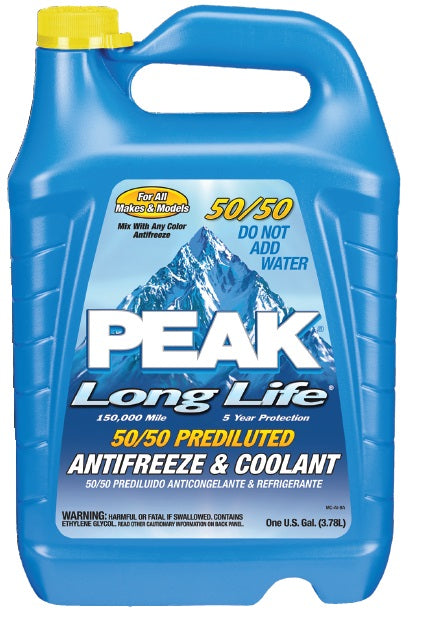 For All
Makes & Models
Mix With Any Color
Antifreeze
50/50
DO NOT
ADD
WATER
PEAK®
Long Life®
150,000 Mile 5 Year Protection
50/50 PREDILUTED
ANTIFREEZE & COOLANT
50/50 PREDILUIDO ANTICONGELANTE & REFRIGERANTE
WARNING: HARMFUL OR FATAL IF SWALLOWED. CONTAINS
ETHYLENE GLYCOL. READ OTHER CAUTIONARY INFORMATION ON BACK PANEL.
One U.S. Gal. (3.78L)